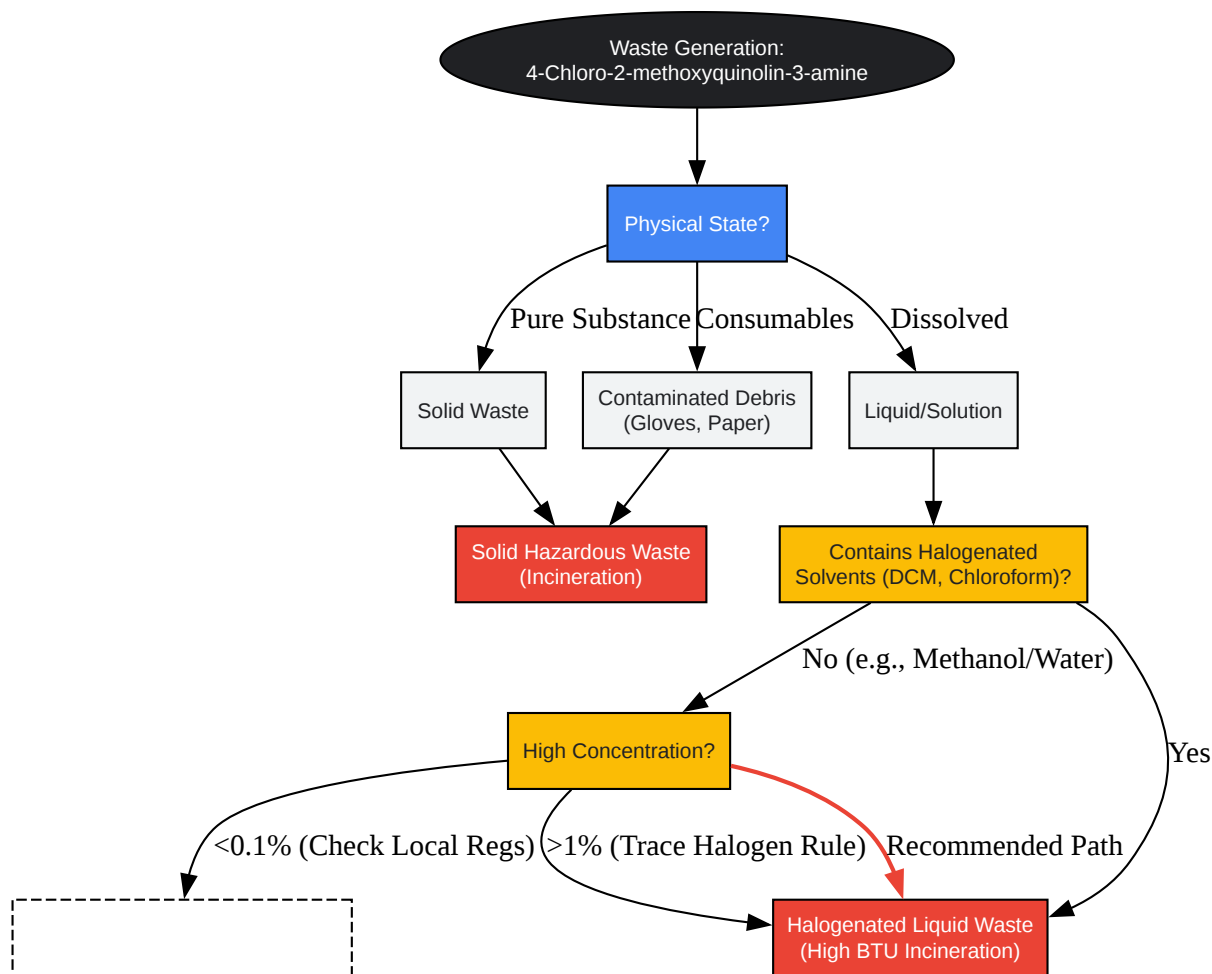 Waste Generation:
4-Chloro-2-methoxyquinolin-3-amine
Physical State?
Pure Substance
Consumables
Dissolved
Solid Waste
Contaminated Debris
(Gloves, Paper)
Liquid/Solution
Solid Hazardous Waste
(Incineration)
Contains Halogenated
Solvents (DCM, Chloroform)?
No (e.g., Methanol/Water)
Yes
High Concentration?
<0.1% (Check Local Regs)
>1% (Trace Halogen Rule)
Recommended Path
Halogenated Liquid Waste
(High BTU Incineration)